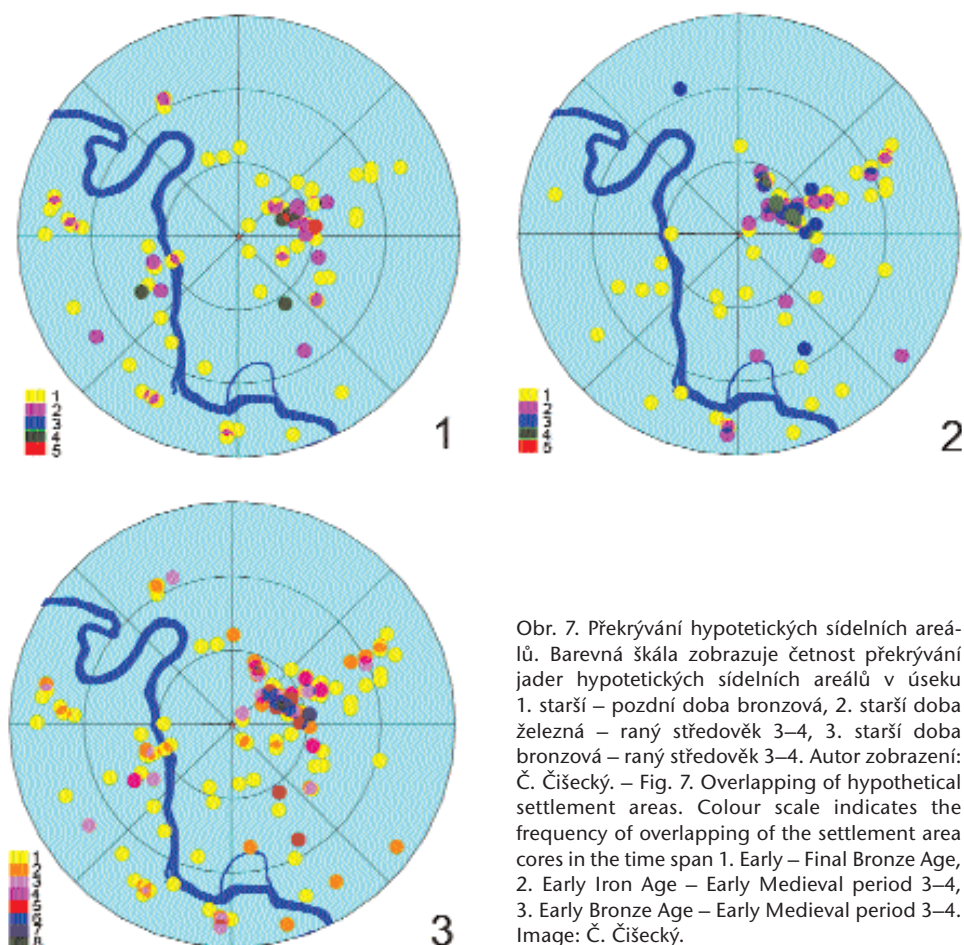 1
2
3
4
5
1
1
2
3
4
5
2
1
2
3
4
5
6
7
8
3
Obr. 7. Překrývání hypotetických sídelních areá-
lů. Barevná škála zobrazuje četnost překrývání
jader hypotetických sídelních areálů v úseku
1. starší – pozdní doba bronzová, 2. starší doba
železná – raný středověk 3–4, 3. starší doba
bronzová – raný středověk 3–4. Autor zobrazení:
Č. Čišecký. – Fig. 7. Overlapping of hypothetical
settlement areas. Colour scale indicates the
frequency of overlapping of the settlement area
cores in the time span 1. Early – Final Bronze Age,
2. Early Iron Age – Early Medieval period 3–4,
3. Early Bronze Age – Early Medieval period 3–4.
Image: Č. Čišecký.